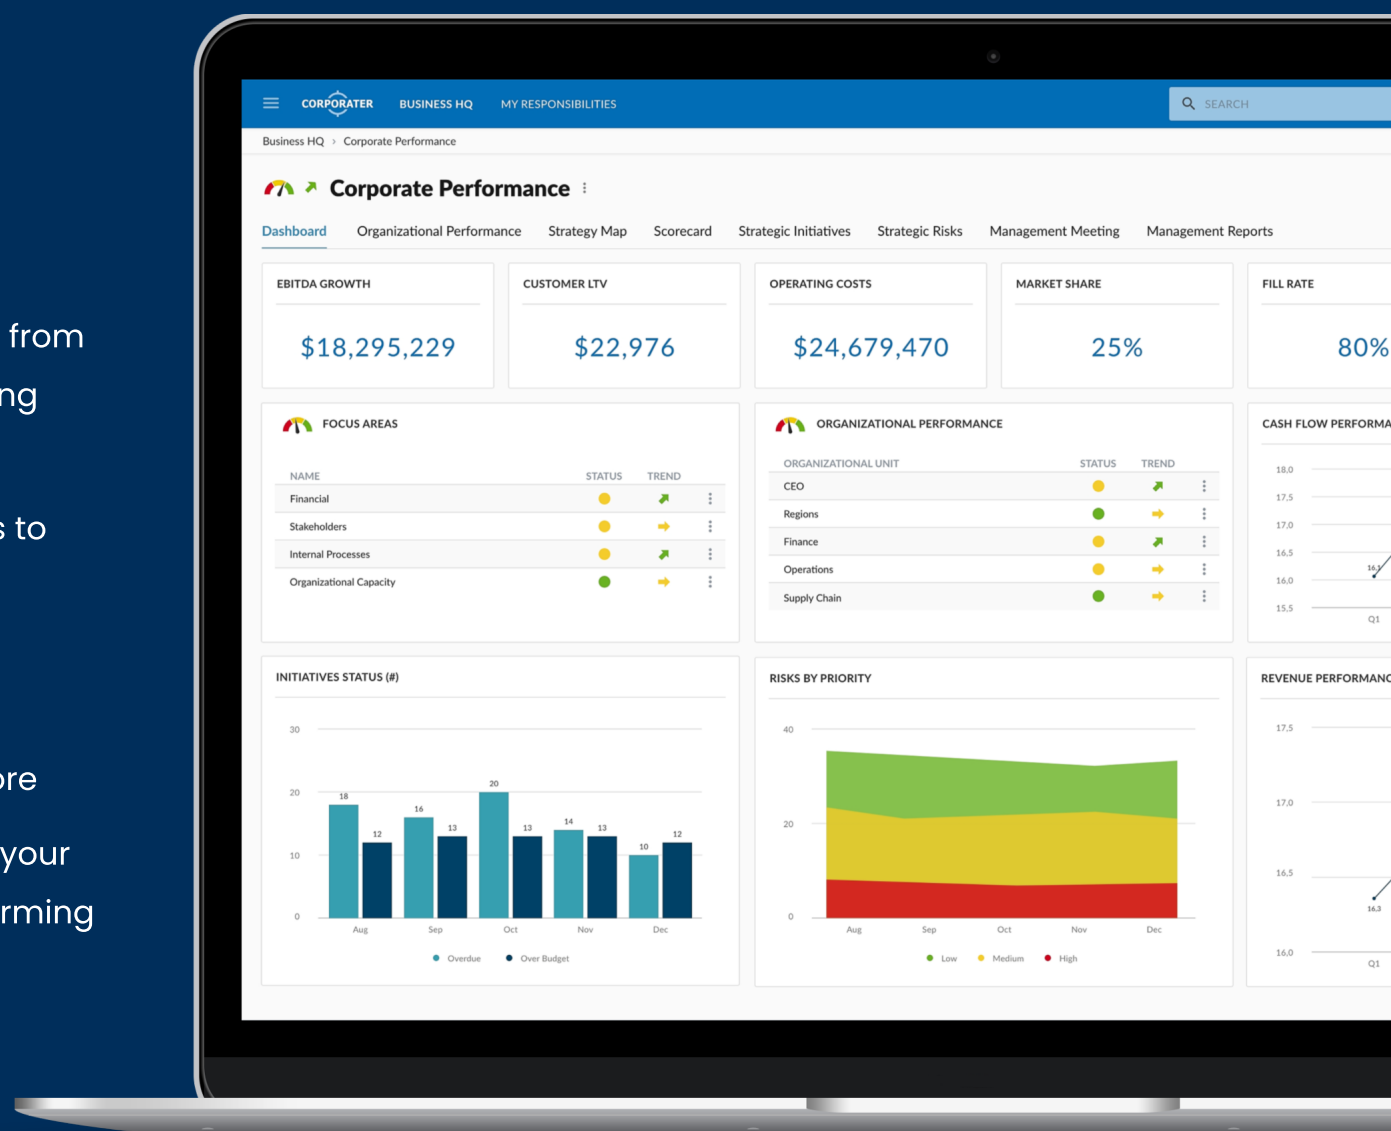 from
ng
s to
ore
your
rming
CORPORATER BUSINESS HQ MY RESPONSIBILITIES SEARCH
Business HQ › Corporate Performance
Corporate Performance
Dashboard Organizational Performance Strategy Map Scorecard Strategic Initiatives Strategic Risks Management Meeting Management Reports
EBITDA GROWTH
$18,295,229
CUSTOMER LTV
$22,976
OPERATING COSTS
$24,679,470
MARKET SHARE
25%
FILL RATE
80%
FOCUS AREAS
NAME STATUS TREND
Financial
Stakeholders
Internal Processes
Organizational Capacity
ORGANIZATIONAL PERFORMANCE
ORGANIZATIONAL UNIT STATUS TREND
CEO
Regions
Finance
Operations
Supply Chain
CASH FLOW PERFORMA
18,0
17,5
17,0
16,5
16,0
15,5
16,1
Q1
INITIATIVES STATUS (#)
30
20
10
0
18 12 16 13 20 13 14 13 10 12
Aug Sep Oct Nov Dec
Overdue Over Budget
RISKS BY PRIORITY
40
20
0
Aug Sep Oct Nov Dec
Low Medium High
REVENUE PERFORMANC
17,5
17,0
16,5
16,0
16,3
Q1